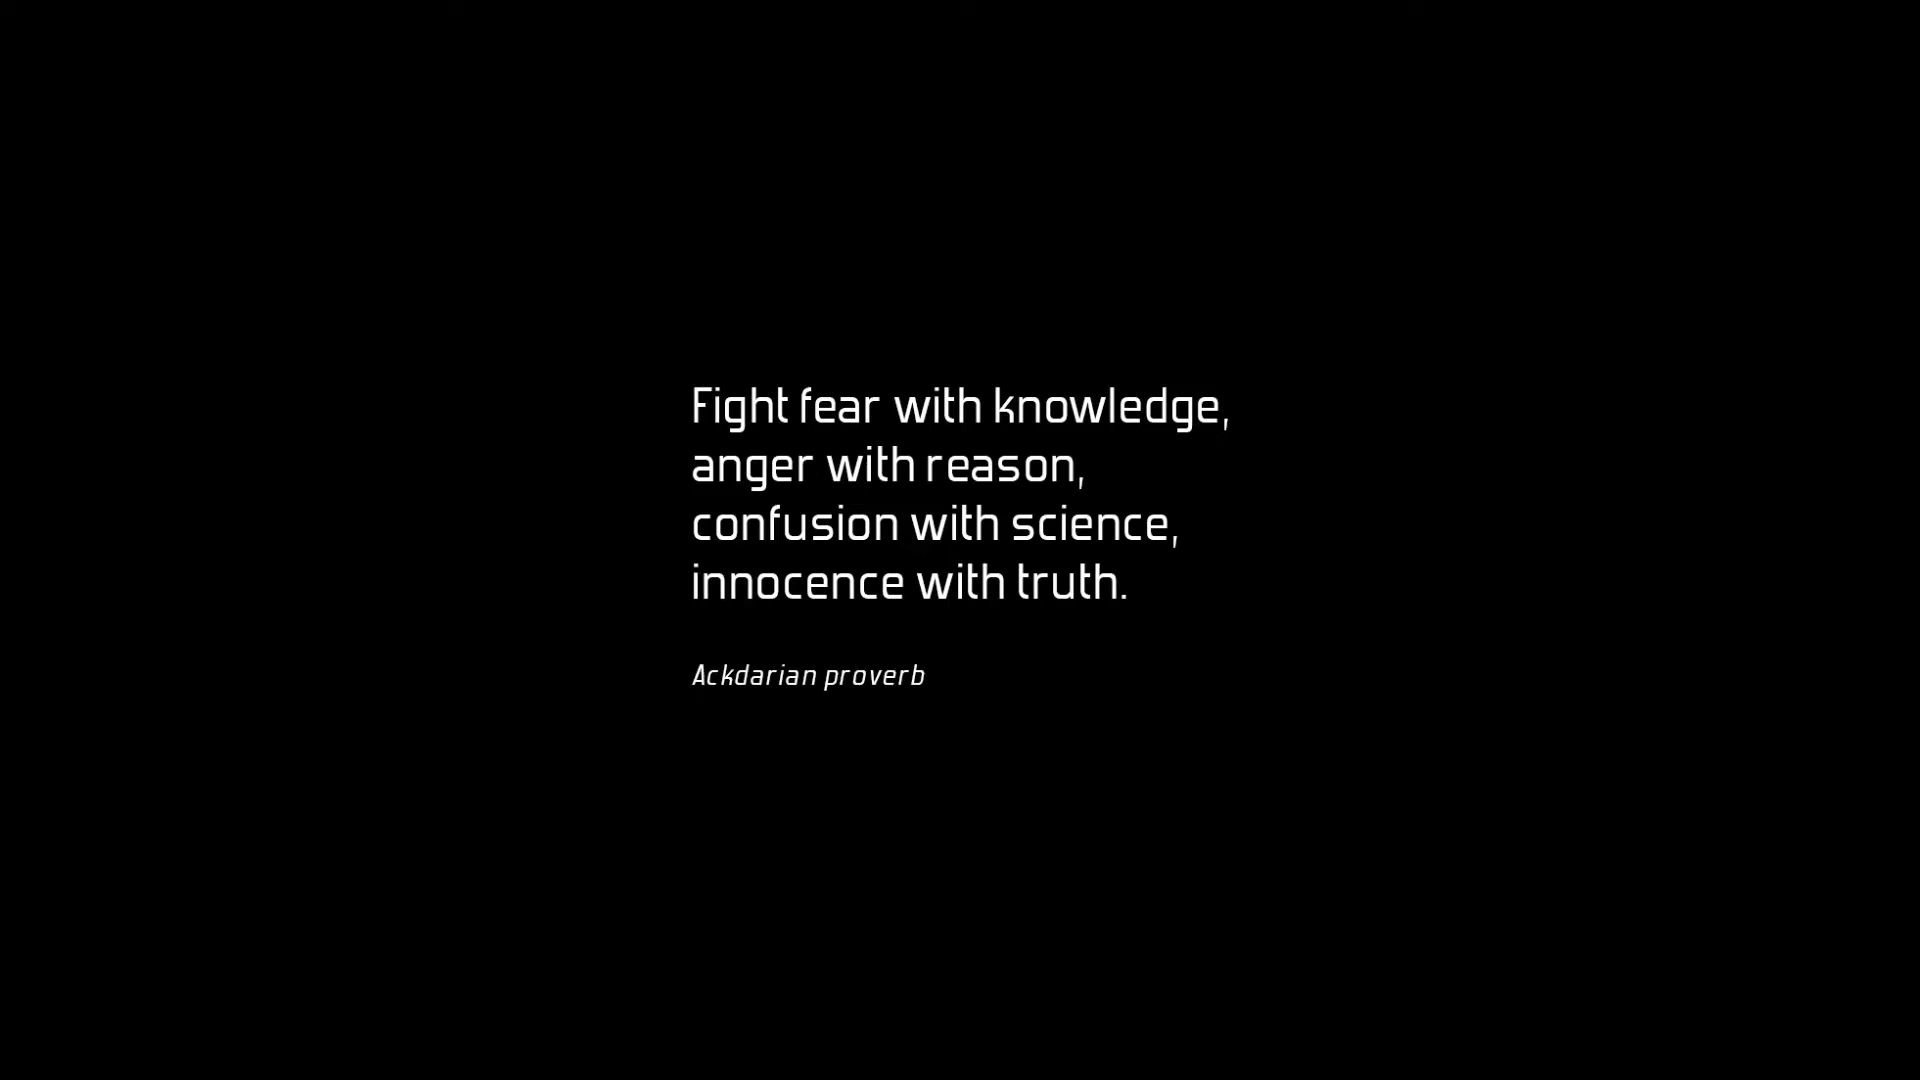 Fight fear with knowledge,
anger with reason,
confusion with science,
innocence with truth.
Ackdarian proverb